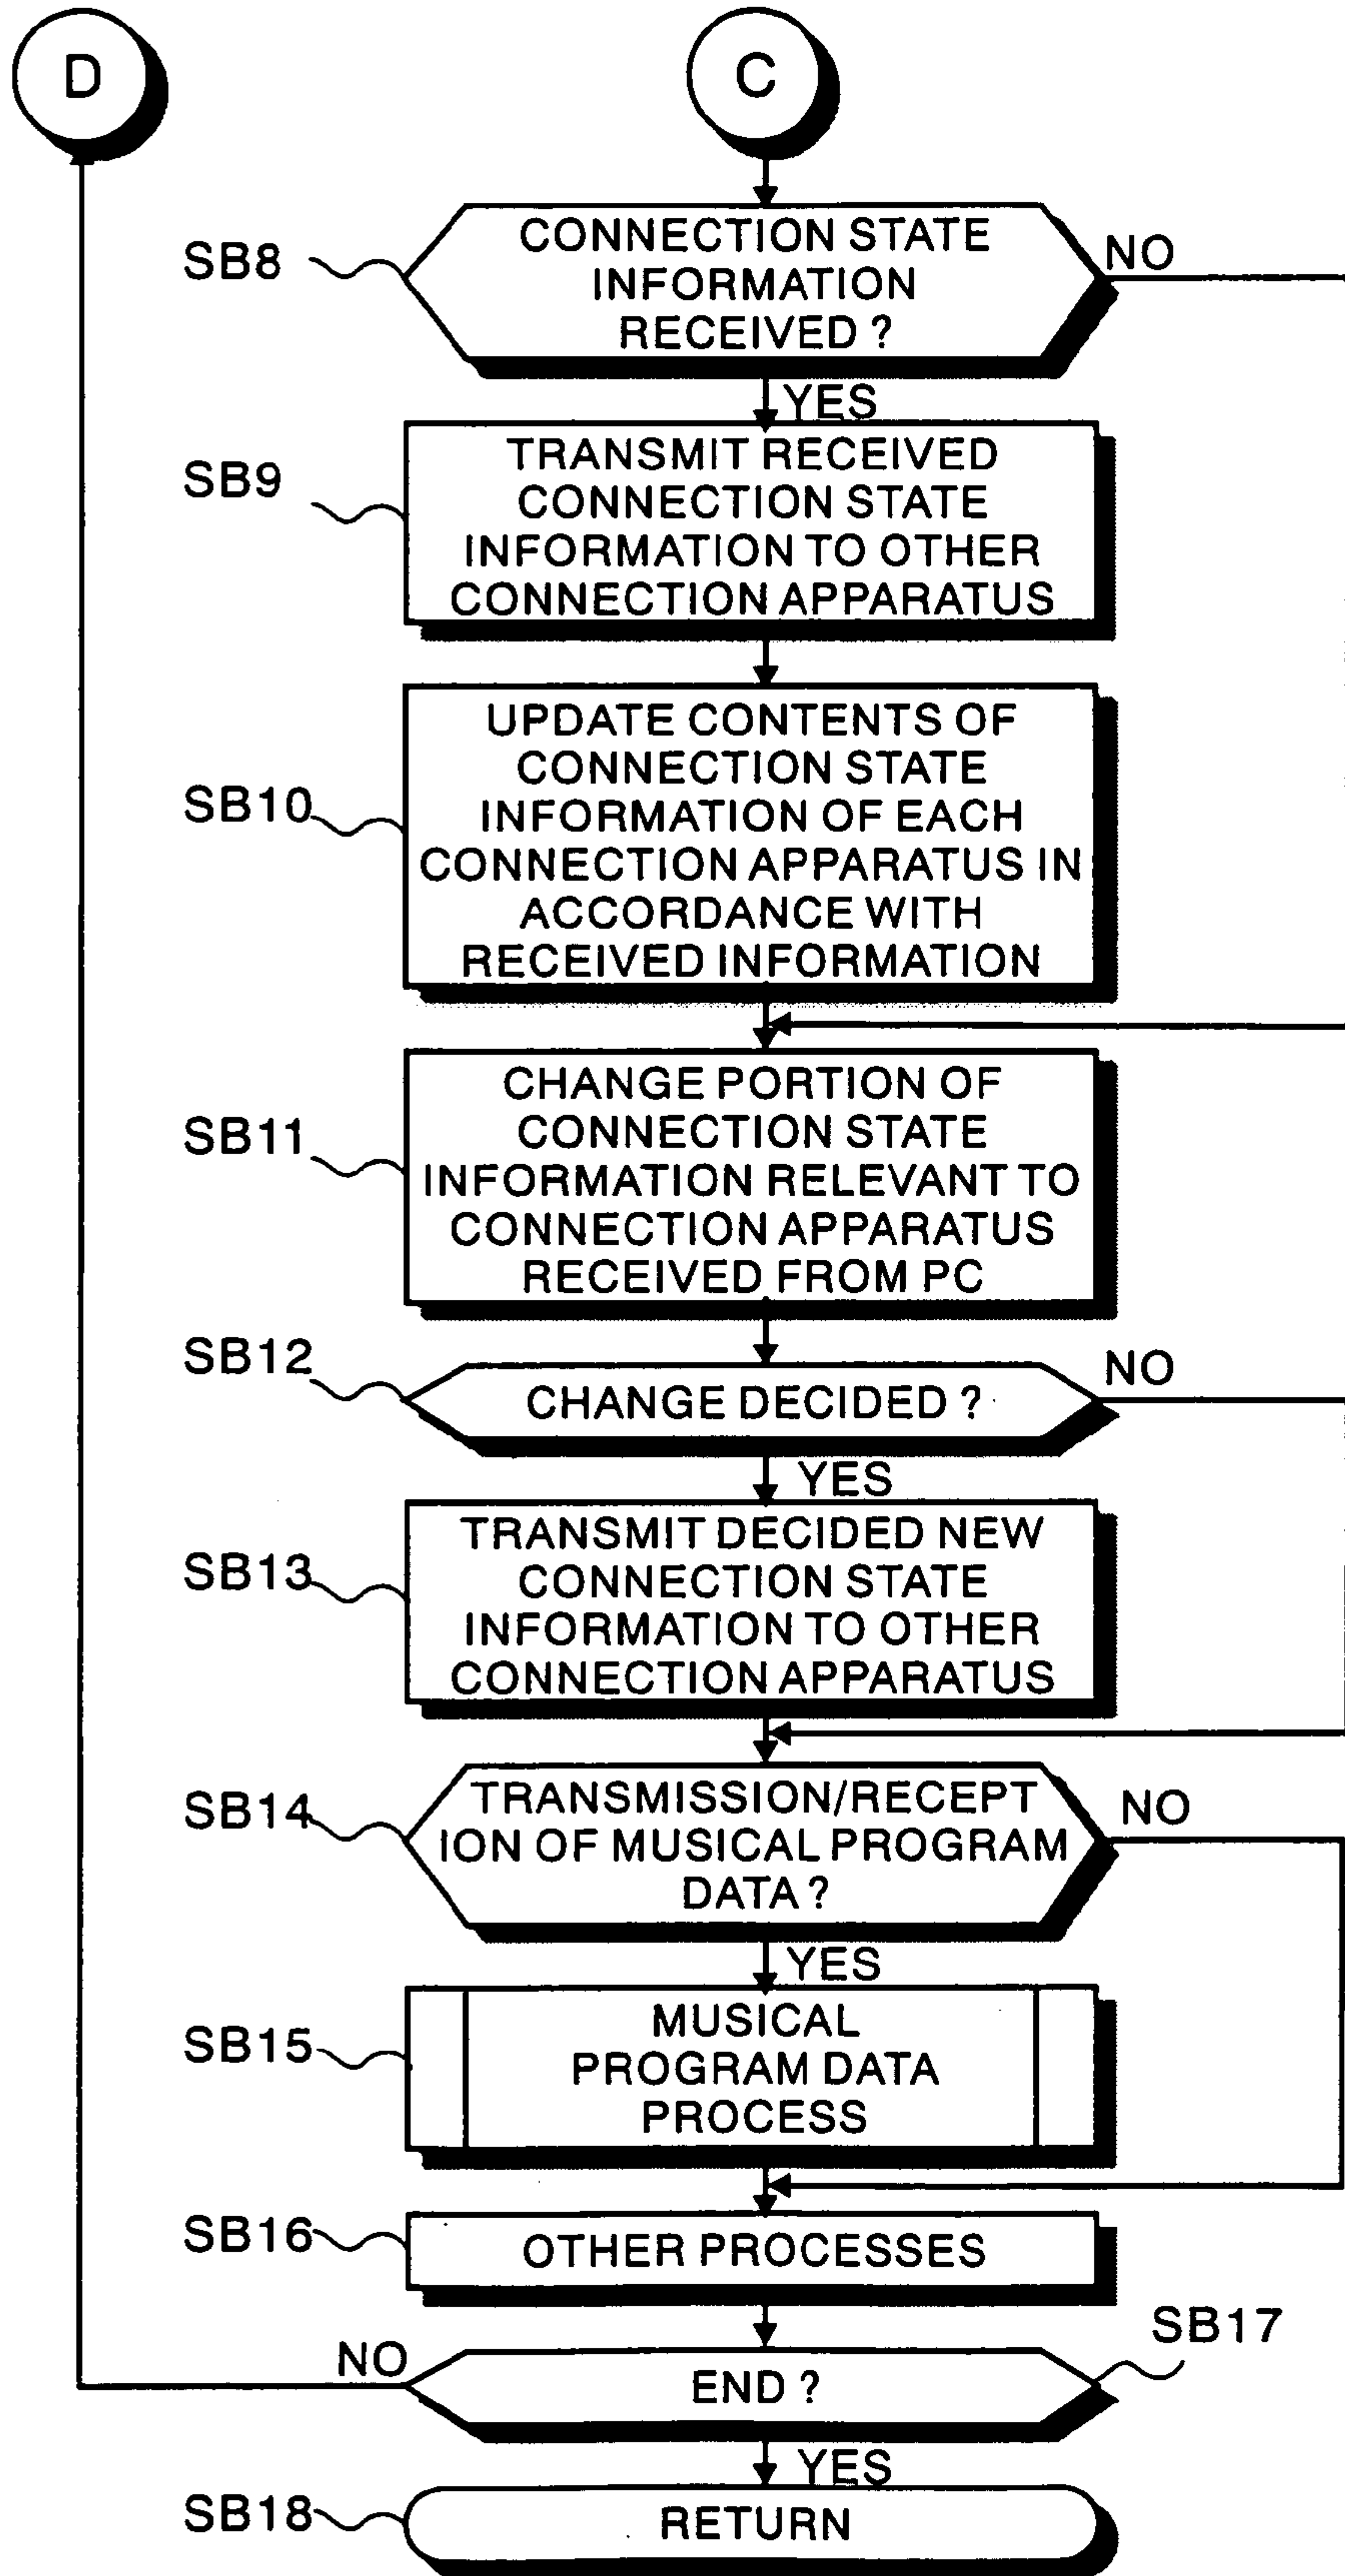 D
C
SB8
CONNECTION STATE
INFORMATION
RECEIVED ?
NO
YES
SB9
TRANSMIT RECEIVED
CONNECTION STATE
INFORMATION TO OTHER
CONNECTION APPARATUS
SB10
UPDATE CONTENTS OF
CONNECTION STATE
INFORMATION OF EACH
CONNECTION APPARATUS IN
ACCORDANCE WITH
RECEIVED INFORMATION
SB11
CHANGE PORTION OF
CONNECTION STATE
INFORMATION RELEVANT TO
CONNECTION APPARATUS
RECEIVED FROM PC
SB12
CHANGE DECIDED ?
NO
YES
SB13
TRANSMIT DECIDED NEW
CONNECTION STATE
INFORMATION TO OTHER
CONNECTION APPARATUS
SB14
TRANSMISSION/RECEPT
ION OF MUSICAL PROGRAM
DATA ?
NO
YES
SB15
MUSICAL
PROGRAM DATA
PROCESS
SB16
OTHER PROCESSES
SB17
NO
END ?
YES
SB18
RETURN